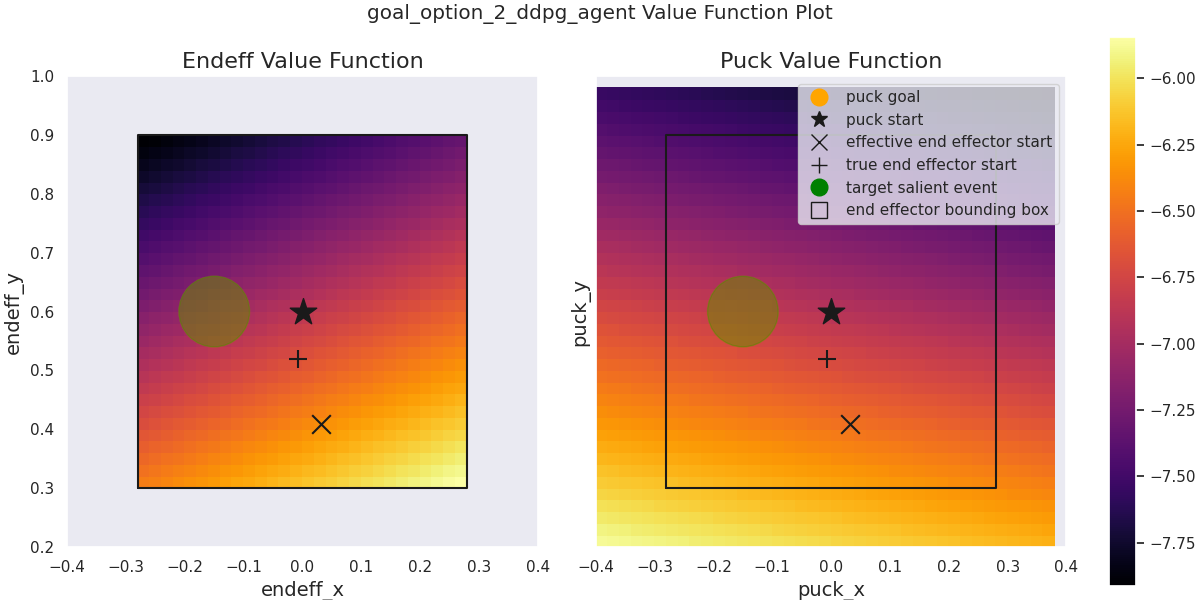 goal_option_2_ddpg_agent Value Function Plot
Endeff Value Function
1.0
0.9
0.8
0.7
0.6
0.5
0.4
0.3
0.2
endeff_y
−0.4 −0.3 −0.2 −0.1 0.0 0.1 0.2 0.3 0.4
endeff_x
Puck Value Function
puck goal
puck start
effective end effector start
true end effector start
target salient event
end effector bounding box
puck_y
−0.4 −0.3 −0.2 −0.1 0.0 0.1 0.2 0.3 0.4
puck_x
−6.00
−6.25
−6.50
−6.75
−7.00
−7.25
−7.50
−7.75